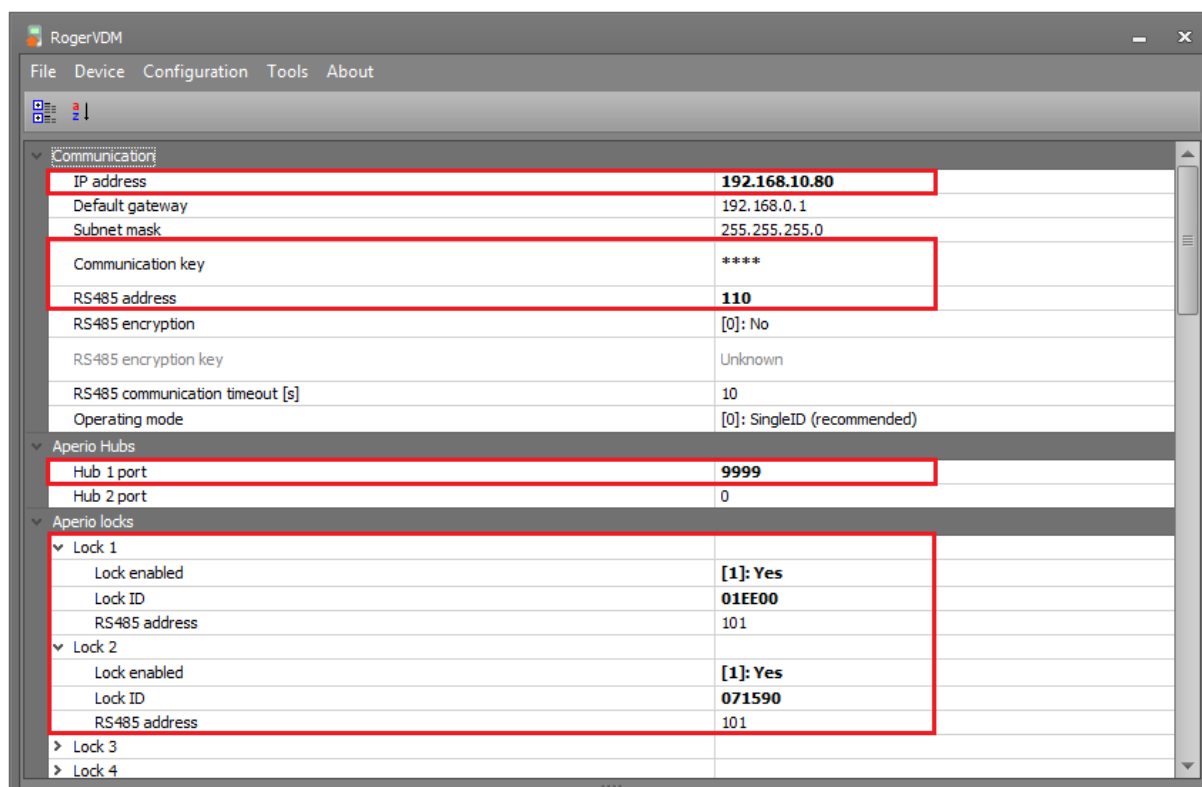 RogerVDM
File Device Configuration Tools About
Communication
IP address 192.168.10.80
Default gateway 192.168.0.1
Subnet mask 255.255.255.0
Communication key ****
RS485 address 110
RS485 encryption [0]: No
RS485 encryption key Unknown
RS485 communication timeout [s] 10
Operating mode [0]: SingleID (recommended)
Aperio Hubs
Hub 1 port 9999
Hub 2 port 0
Aperio locks
Lock 1
Lock enabled [1]: Yes
Lock ID 01EE00
RS485 address 101
Lock 2
Lock enabled [1]: Yes
Lock ID 071590
RS485 address 101
Lock 3
Lock 4